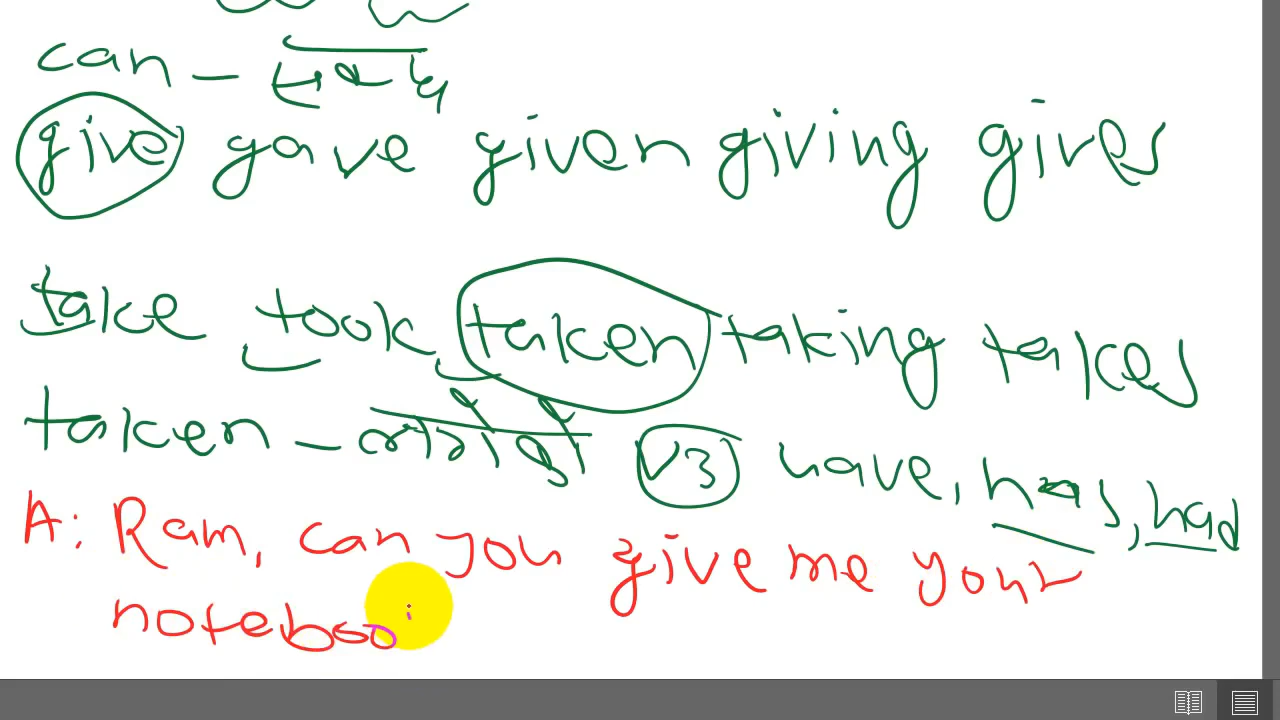 can –
give gave given giving gives
take took taken taking takes
taken – V3 have, has, had
A: Ram, can you give me your
noteboo